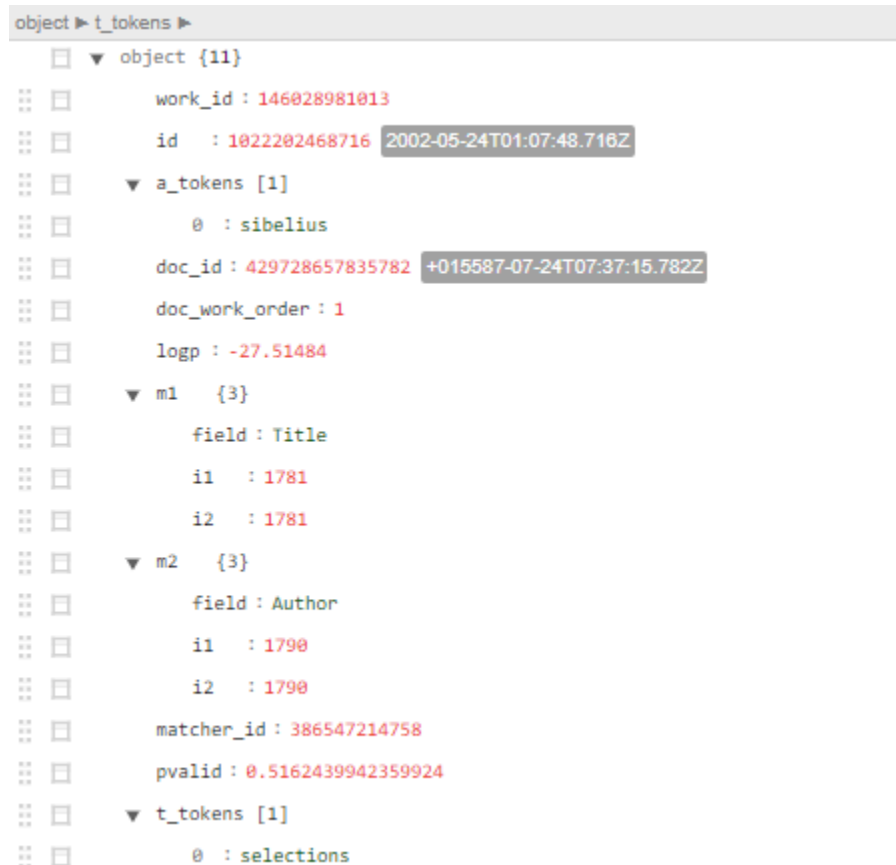 object ▶ t_tokens ▶
▼ object {11}
work_id : 146028981013
id : 1022202468716 2002-05-24T01:07:48.716Z
▼ a_tokens [1]
0 : sibelius
doc_id : 429728657835782 +015587-07-24T07:37:15.782Z
doc_work_order : 1
logp : -27.51484
▼ m1 {3}
field : Title
i1 : 1781
i2 : 1781
▼ m2 {3}
field : Author
i1 : 1790
i2 : 1790
matcher_id : 386547214758
pvalid : 0.5162439942359924
▼ t_tokens [1]
0 : selections